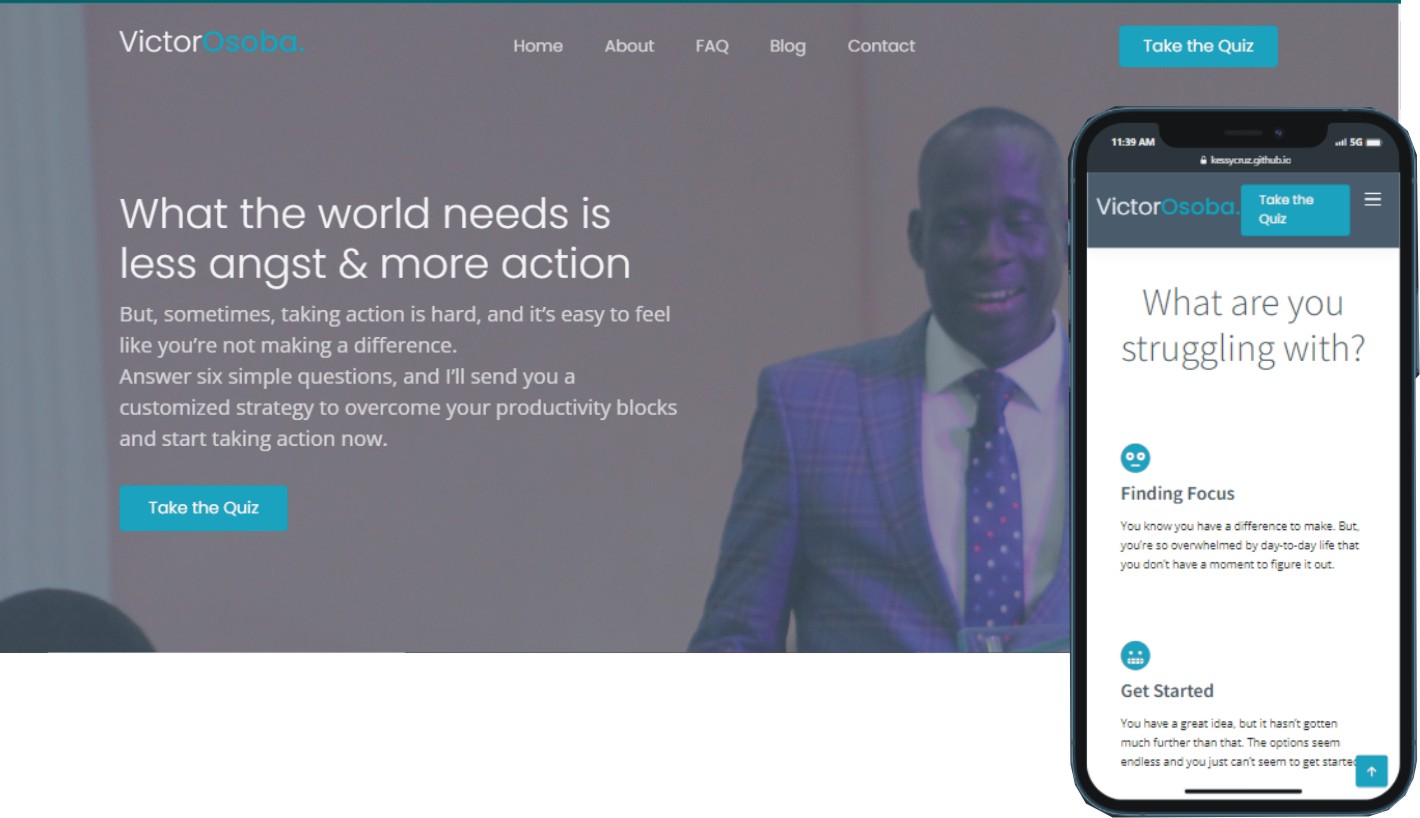 VictorOsoba.
Home About FAQ Blog Contact
Take the Quiz
What the world needs is
less angst & more action
But, sometimes, taking action is hard, and it’s easy to feel
like you’re not making a difference.
Answer six simple questions, and I’ll send you a
customized strategy to overcome your productivity blocks
and start taking action now.
Take the Quiz
11:39 AM
5G
kessycruz.github.io
VictorOsoba.
Take the
Quiz
What are you
struggling with?
Finding Focus
You know you have a difference to make. But,
you’re so overwhelmed by day-to-day life that
you don’t have a moment to figure it out.
Get Started
You have a great idea, but it hasn’t gotten
much further than that. The options seem
endless and you just can’t seem to get started